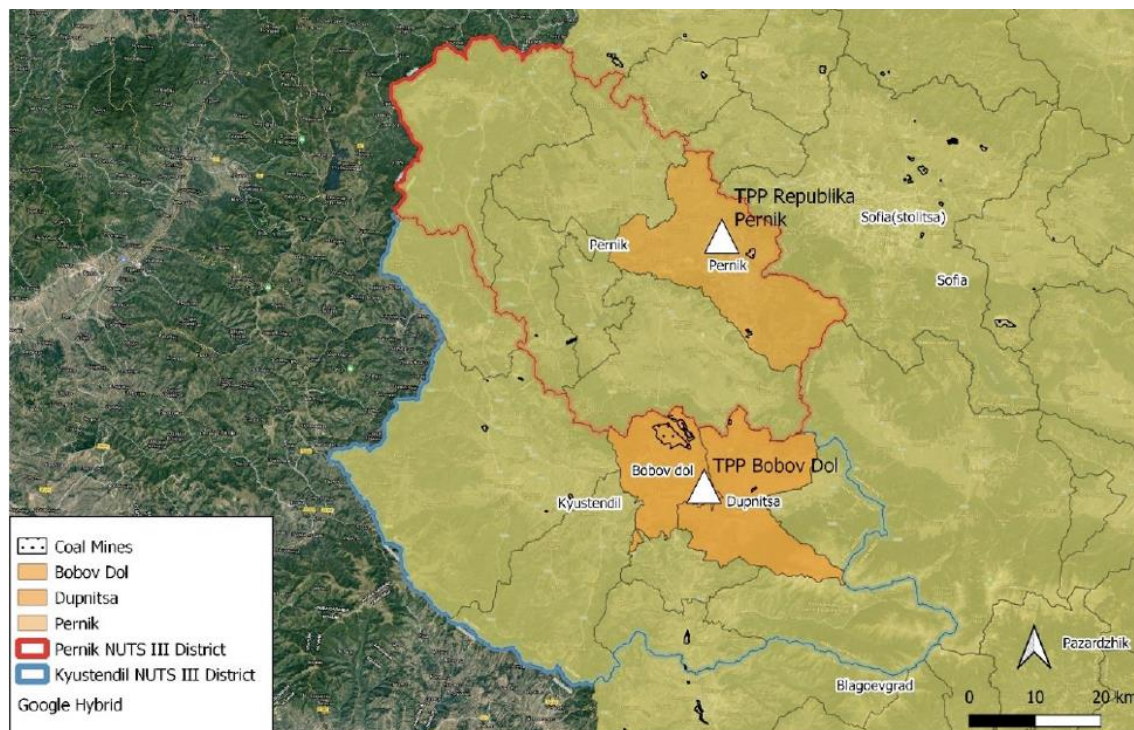 TPP Republika
Pernik
Sofia(stolitsa)
Pernik
Pernik
Sofia
Bobov dol
TPP Bobov Dol
Kyustendil
Dupnitsa
Coal Mines
Bobov Dol
Dupnitsa
Pernik
Pernik NUTS III District
Kyustendil NUTS III District
Google Hybrid
Pazardzhik
Blagoevgrad
0 10 20 km